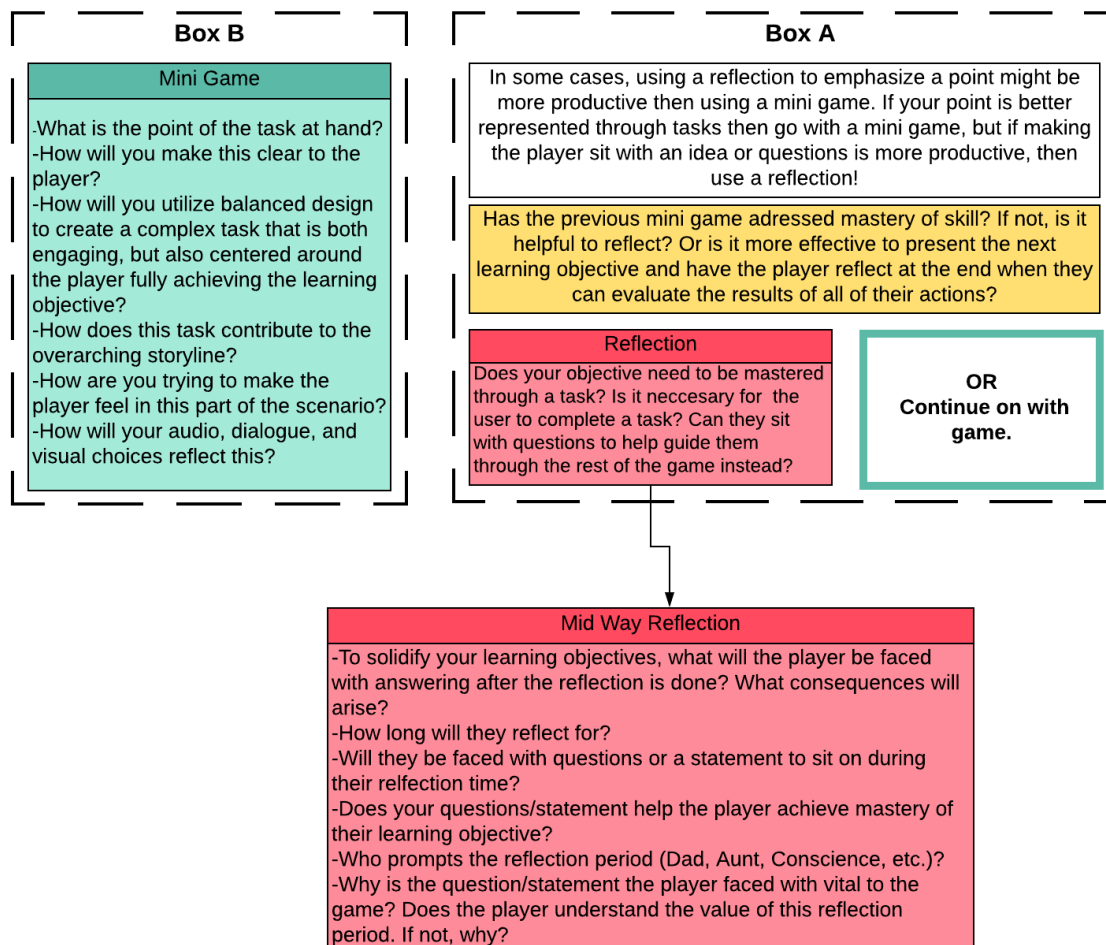 Box B
Mini Game
-What is the point of the task at hand?
-How will you make this clear to the
player?
-How will you utilize balanced design
to create a complex task that is both
engaging, but also centered around
the player fully achieving the learning
objective?
-How does this task contribute to the
overarching storyline?
-How are you trying to make the
player feel in this part of the scenario?
-How will your audio, dialogue, and
visual choices reflect this?
Box A
In some cases, using a reflection to emphasize a point might be
more productive then using a mini game. If your point is better
represented through tasks then go with a mini game, but if making
the player sit with an idea or questions is more productive, then
use a reflection!
Has the previous mini game adressed mastery of skill? If not, is it
helpful to reflect? Or is it more effective to present the next
learning objective and have the player reflect at the end when they
can evaluate the results of all of their actions?
Reflection
Does your objective need to be mastered
through a task? Is it neccesary for the
user to complete a task? Can they sit
with questions to help guide them
through the rest of the game instead?
OR
Continue on with
game.
Mid Way Reflection
-To solidify your learning objectives, what will the player be faced
with answering after the reflection is done? What consequences will
arise?
-How long will they reflect for?
-Will they be faced with questions or a statement to sit on during
their relfection time?
-Does your questions/statement help the player achieve mastery of
their learning objective?
-Who prompts the reflection period (Dad, Aunt, Conscience, etc.)?
-Why is the question/statement the player faced with vital to the
game? Does the player understand the value of this reflection
period. If not, why?